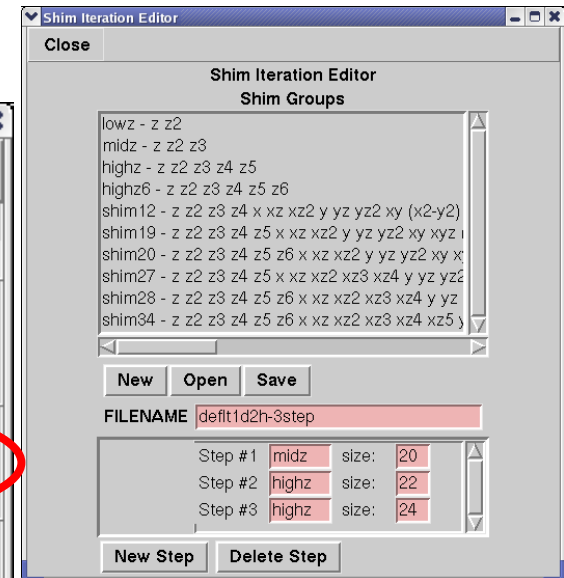 Shim Iteration Editor
Close
Shim Iteration Editor
Shim Groups
lowz - z z2
midz - z z2 z3
highz - z z2 z3 z4 z5
highz6 - z z2 z3 z4 z5 z6
shim12 - z z2 z3 z4 x xz xz2 y yz yz2 xy (x2-y2)
shim19 - z z2 z3 z4 z5 x xz xz2 y yz yz2 xy xyz
shim20 - z z2 z3 z4 z5 z6 x xz xz2 y yz yz2 xy
shim27 - z z2 z3 z4 z5 x xz xz2 xz3 xz4 y yz yz2
shim28 - z z2 z3 z4 z5 z6 x xz xz2 xz3 xz4 y yz
shim34 - z z2 z3 z4 z5 z6 x xz xz2 xz3 xz4 xz5 y
New Open Save
FILENAME deflt1d2h-3step
Step #1 midz size: 20
Step #2 highz size: 22
Step #3 highz size: 24
New Step Delete Step